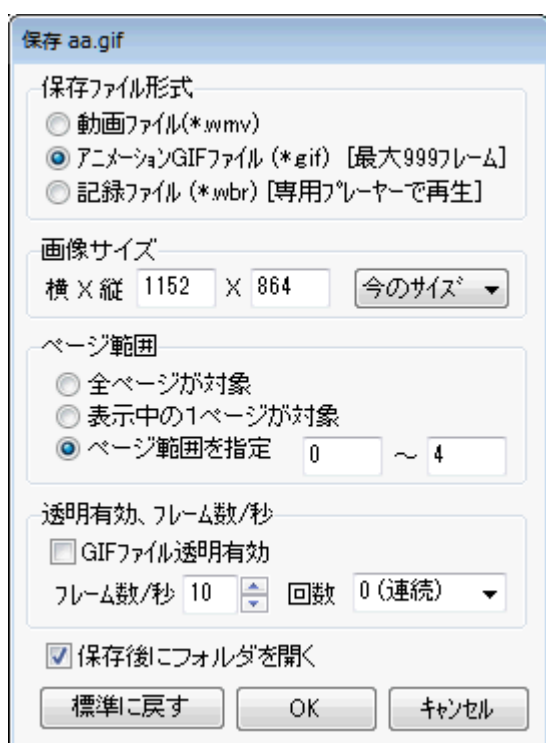 保存 aa.gif
保存ファイル形式
動画ファイル(*.wmv)
アニメーションGIFファイル (*.gif) [最大999フレーム]
記録ファイル (*.wbr) [専用プレーヤーで再生]
画像サイズ
横 X 縦 1152 X 864 今のサイズ
ページ範囲
全ページが対象
表示中の1ページが対象
ページ範囲を指定 0 ～ 4
透明有効、フレーム数/秒
GIFファイル透明有効
フレーム数/秒 10 回数 0 (連続)
保存後にフォルダを開く
標準に戻す OK キャンセル